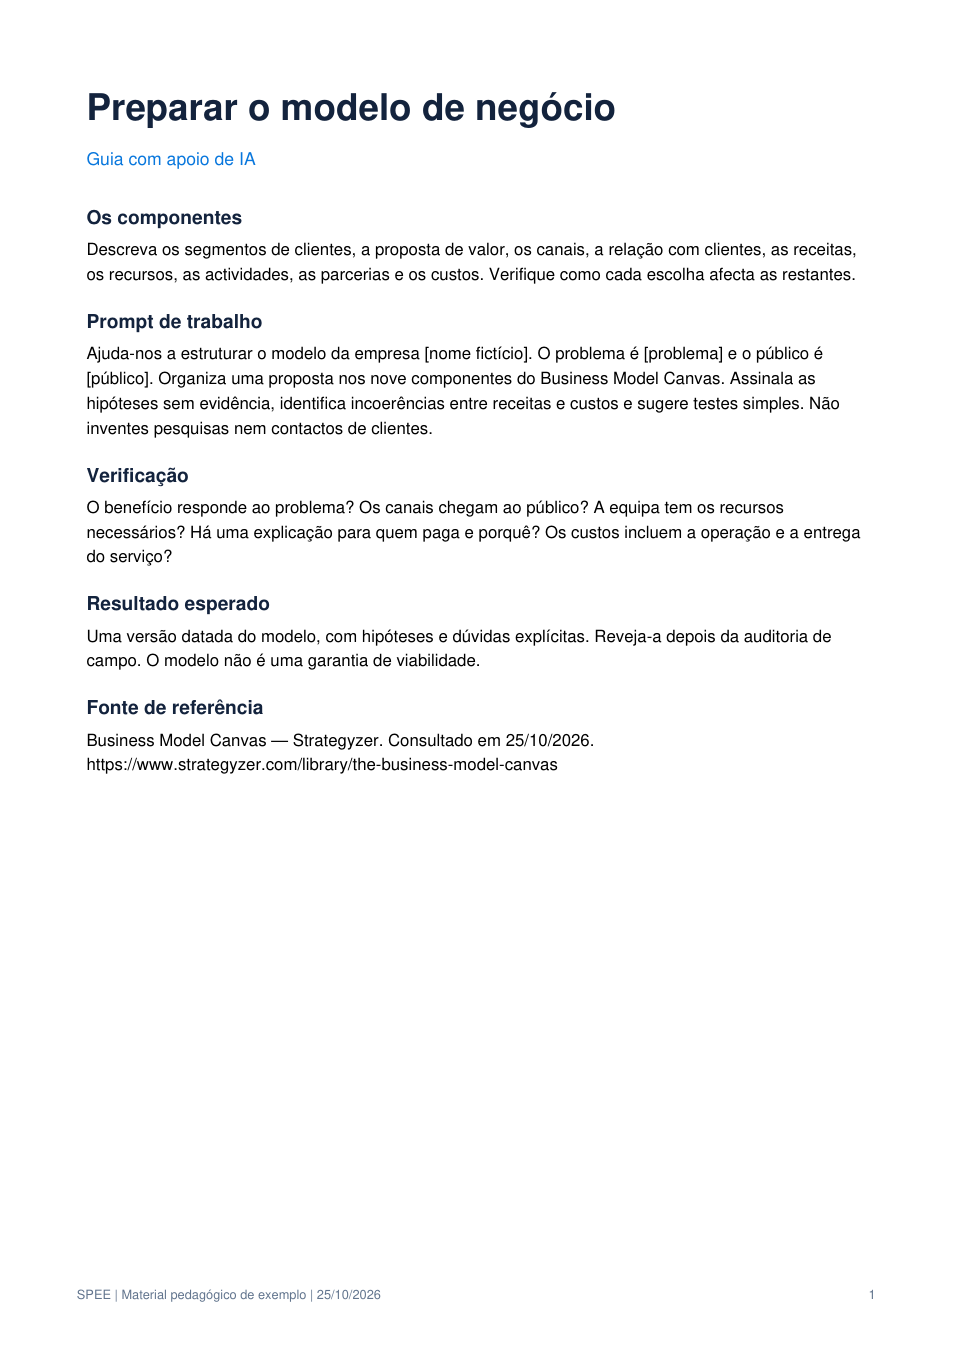 Preparar o modelo de negócio
Guia com apoio de IA
Os componentes
Descreva os segmentos de clientes, a proposta de valor, os canais, a relação com clientes, as receitas,
os recursos, as actividades, as parcerias e os custos. Verifique como cada escolha afecta as restantes.
Prompt de trabalho
Ajuda-nos a estruturar o modelo da empresa [nome fictício]. O problema é [problema] e o público é
[público]. Organiza uma proposta nos nove componentes do Business Model Canvas. Assinala as
hipóteses sem evidência, identifica incoerências entre receitas e custos e sugere testes simples. Não
inventes pesquisas nem contactos de clientes.
Verificação
O benefício responde ao problema? Os canais chegam ao público? A equipa tem os recursos
necessários? Há uma explicação para quem paga e porquê? Os custos incluem a operação e a entrega
do serviço?
Resultado esperado
Uma versão datada do modelo, com hipóteses e dúvidas explícitas. Reveja-a depois da auditoria de
campo. O modelo não é uma garantia de viabilidade.
Fonte de referência
Business Model Canvas — Strategyzer. Consultado em 25/10/2026.
https://www.strategyzer.com/library/the-business-model-canvas
SPEE | Material pedagógico de exemplo | 25/10/2026 1